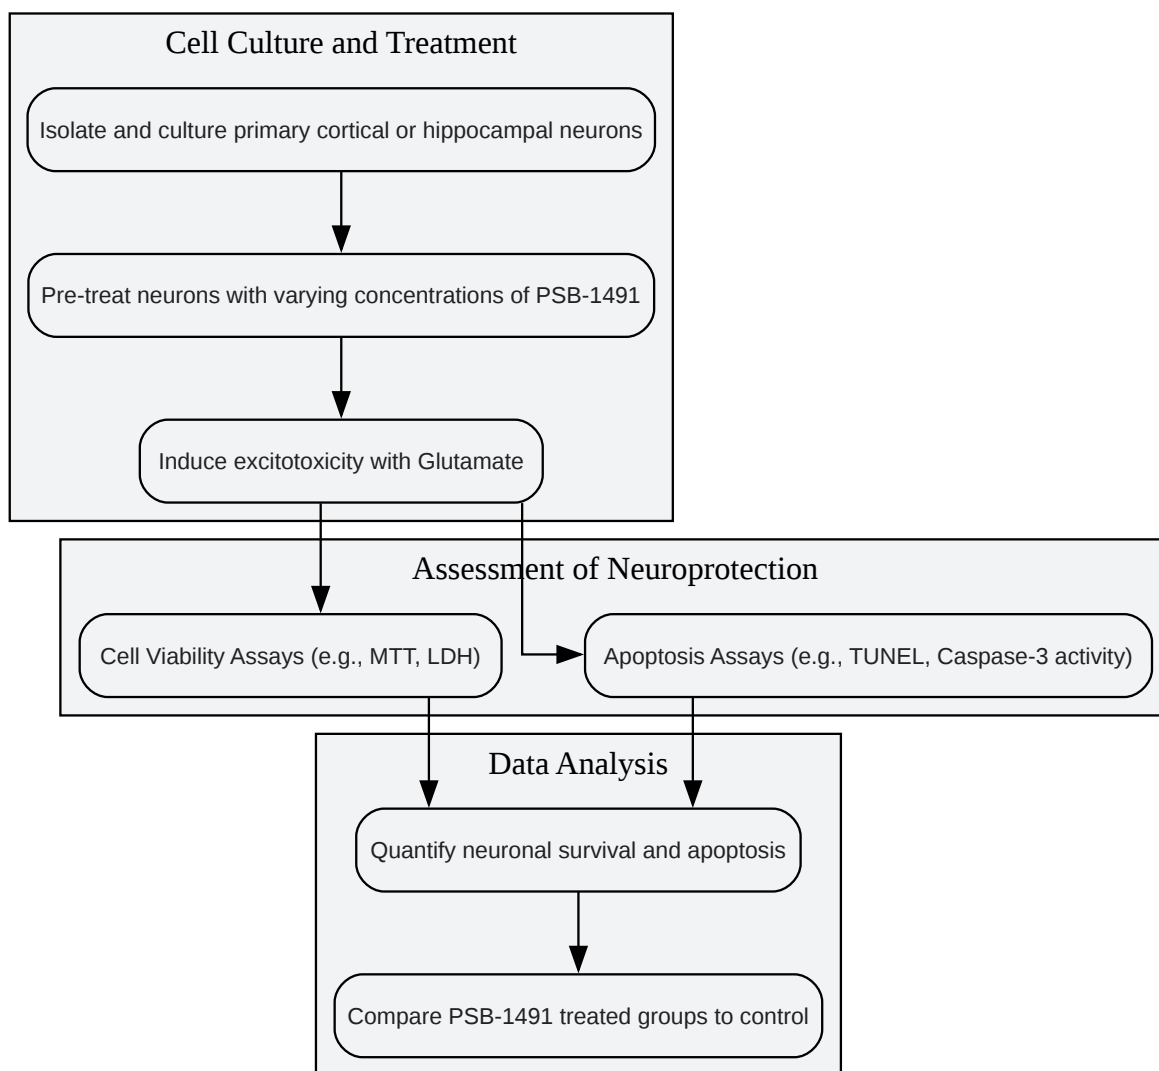 Cell Culture and Treatment
Isolate and culture primary cortical or hippocampal neurons
Pre-treat neurons with varying concentrations of PSB-1491
Induce excitotoxicity with Glutamate
Assessment of Neuroprotection
Cell Viability Assays (e.g., MTT, LDH)
Apoptosis Assays (e.g., TUNEL, Caspase-3 activity)
Data Analysis
Quantify neuronal survival and apoptosis
Compare PSB-1491 treated groups to control